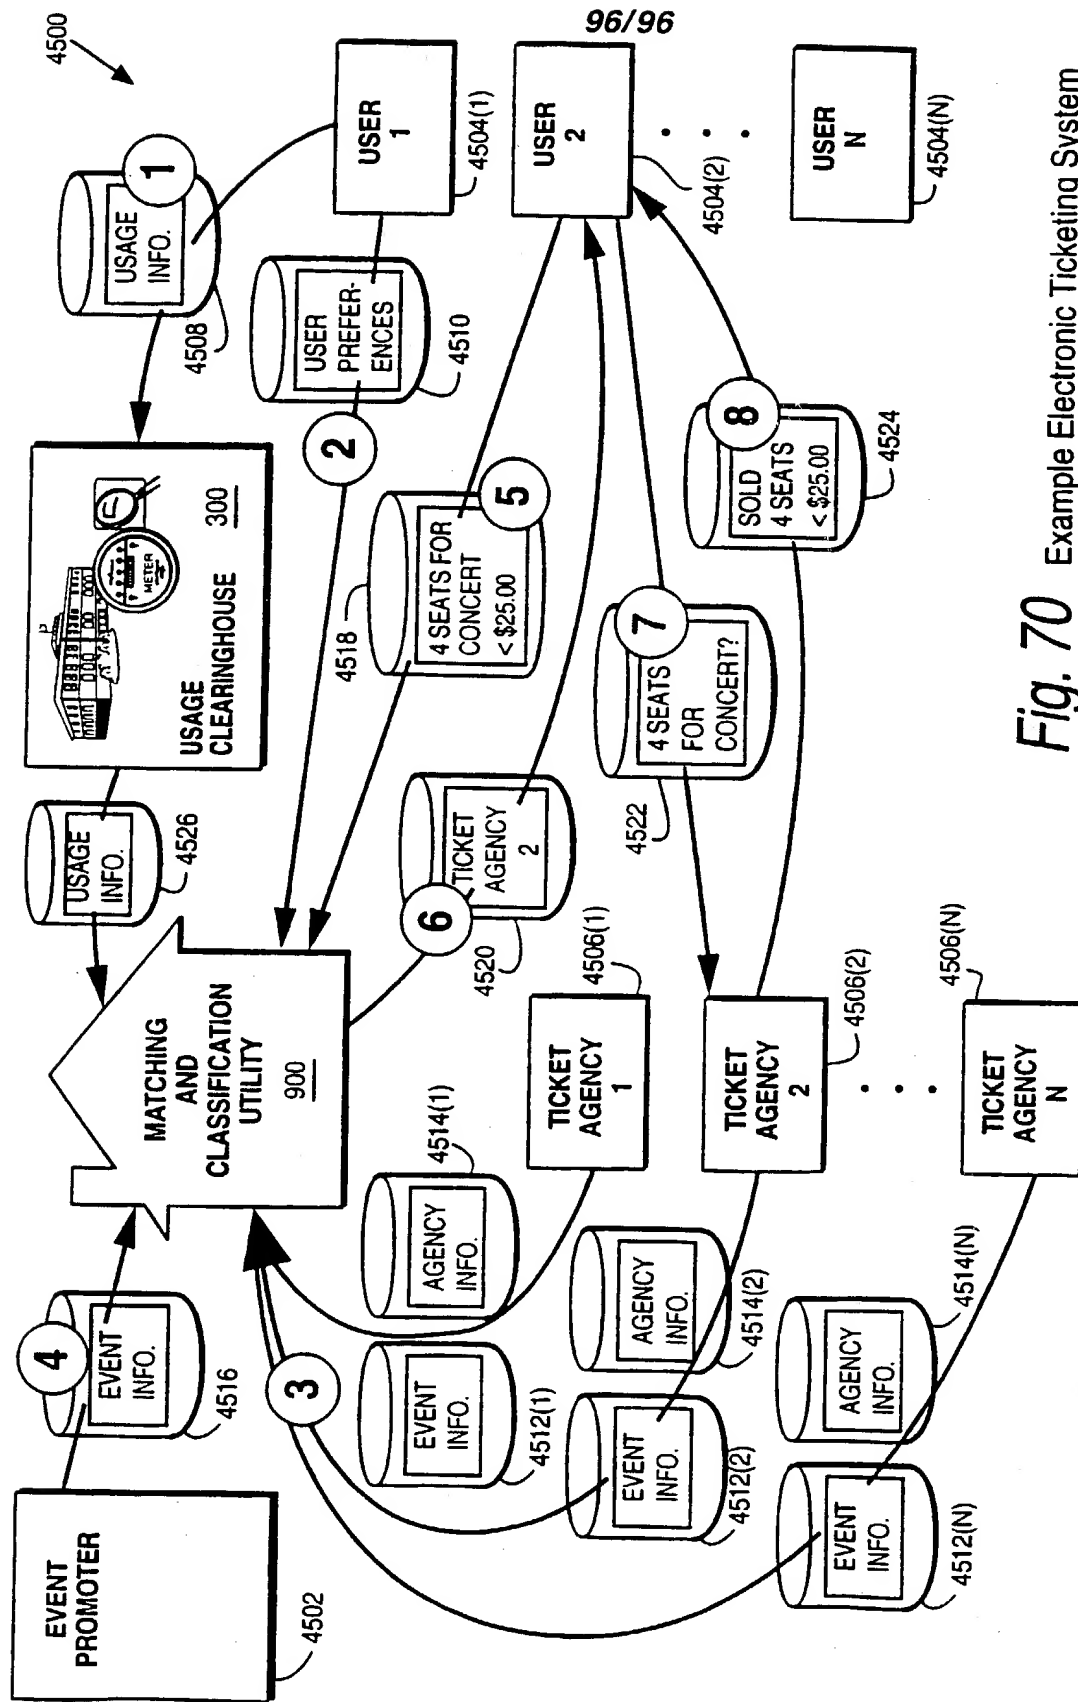 96/96
4500
EVENT
PROMOTER
4502
4
EVENT
INFO.
4516
MATCHING
AND
CLASSIFICATION
UTILITY
900
USAGE
INFO.
4526
METER
300
USAGE
CLEARINGHOUSE
1
USAGE
INFO.
4508
USER
1
4504(1)
2
USER
PREFER-
ENCES
4510
3
EVENT
INFO.
4512(1)
AGENCY
INFO.
4514(1)
4518
4 SEATS FOR
CONCERT
< $25.00
5
USER
2
4504(2)
6
TICKET
AGENCY
2
4520
TICKET
AGENCY
1
4506(1)
EVENT
INFO.
4512(2)
AGENCY
INFO.
4514(2)
4522
4 SEATS
FOR
CONCERT?
7
8
SOLD
4 SEATS
< $25.00
4524
TICKET
AGENCY
2
4506(2)
USER
N
4504(N)
EVENT
INFO.
4512(N)
AGENCY
INFO.
4514(N)
TICKET
AGENCY
N
4506(N)
Fig. 70 Example Electronic Ticketing System